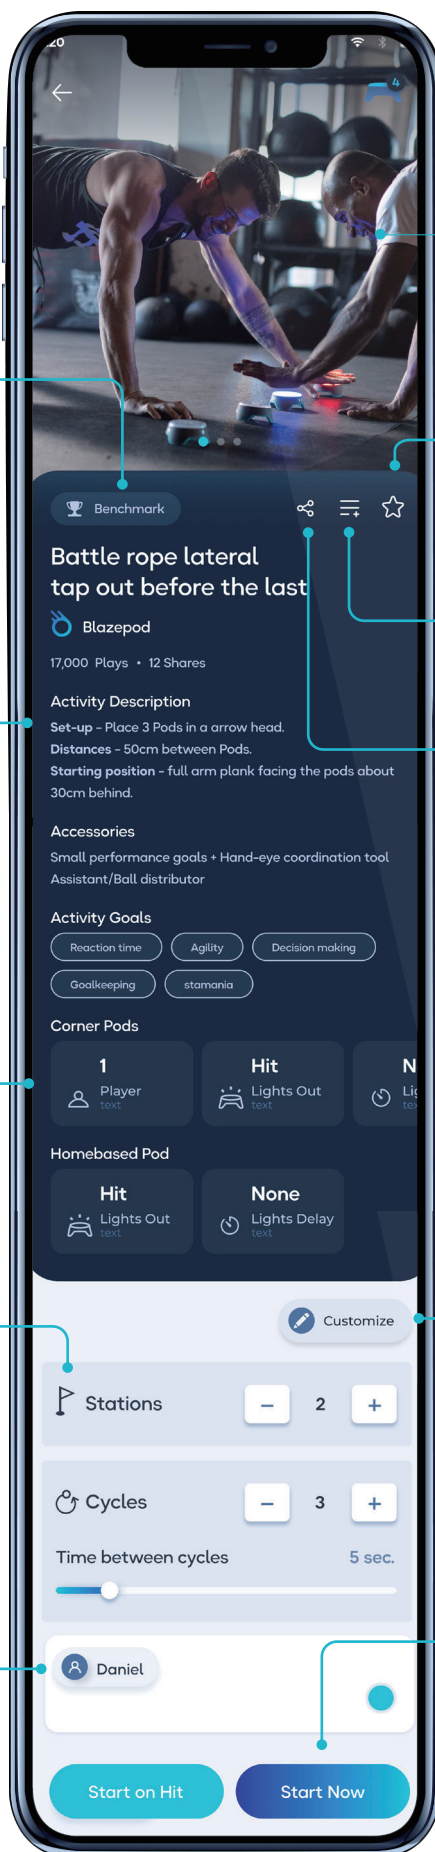 :20
4
Benchmark
Battle rope lateral
tap out before the last
Blazepod
17,000 Plays • 12 Shares
Activity Description
Set-up - Place 3 Pods in a arrow head.
Distances - 50cm between Pods.
Starting position - full arm plank facing the pods about
30cm behind.
Accessories
Small performance goals + Hand-eye coordination tool
Assistant/Ball distributor
Activity Goals
Reaction time Agility Decision making
Goalkeeping stamania
Corner Pods
1 Hit N
Player Lights Out Lig
text text te
Homebased Pod
Hit None
Lights Out Lights Delay
text text
Customize
Stations - 2 +
Cycles - 3 +
Time between cycles 5 sec.
Daniel
Start on Hit Start Now